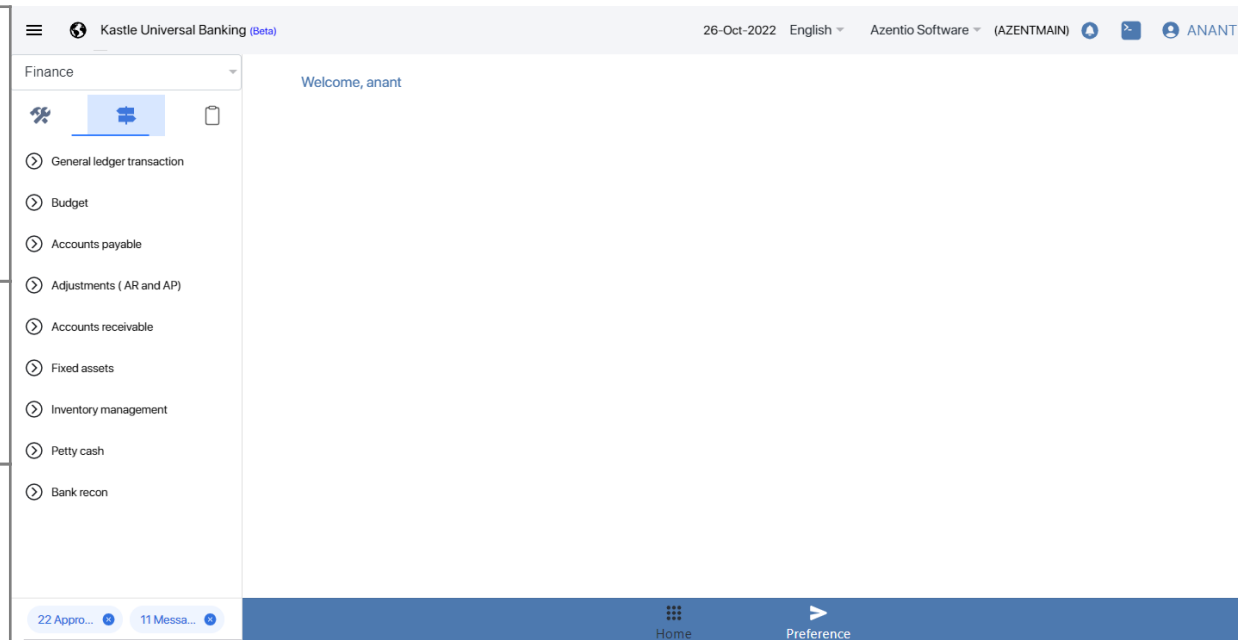 Kastle Universal Banking (Beta)
26-Oct-2022 English Azentio Software (AZENTMAIN) ANANT
Finance
Welcome, anant
General ledger transaction
Budget
Accounts payable
Adjustments ( AR and AP)
Accounts receivable
Fixed assets
Inventory management
Petty cash
Bank recon
22 Appro... 11 Messa...
Home Preference